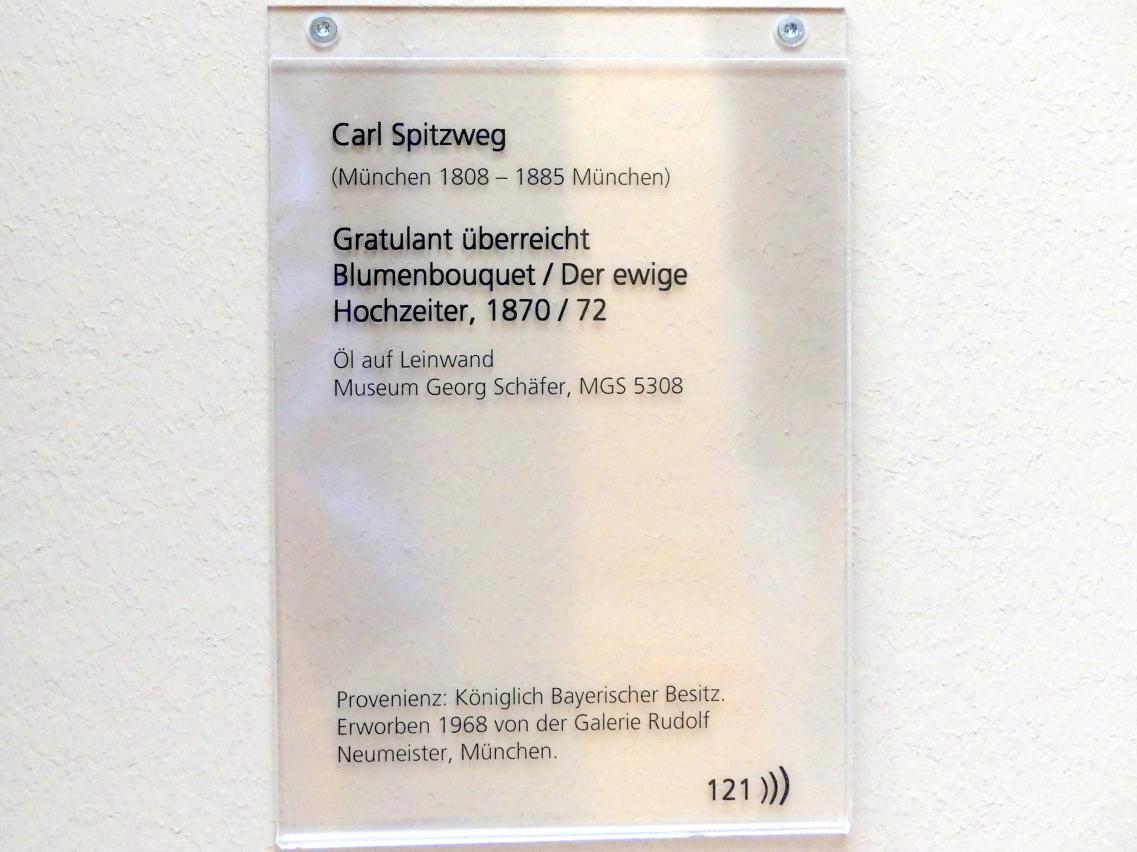 Carl Spitzweg
(München 1808 – 1885 München)
Gratulant überreicht
Blumenbouquet / Der ewige
Hochzeiter, 1870 / 72
Öl auf Leinwand
Museum Georg Schäfer, MGS 5308
Provenienz: Königlich Bayerischer Besitz.
Erworben 1968 von der Galerie Rudolf
Neumeister, München.
121